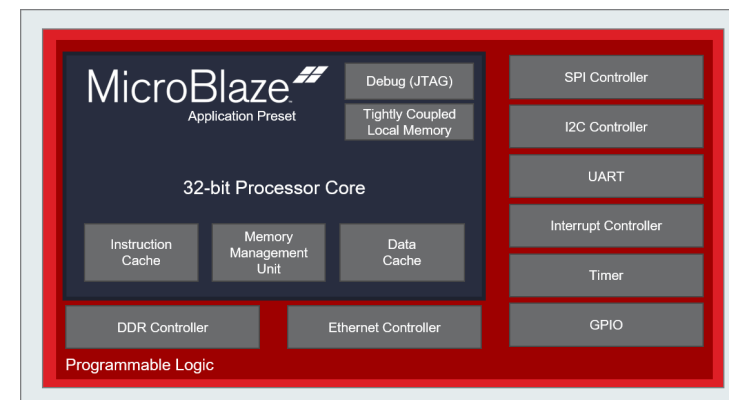 MicroBlaze
Application Preset
Debug (JTAG)
Tightly Coupled
Local Memory
32-bit Processor Core
Instruction
Cache
Memory
Management
Unit
Data
Cache
DDR Controller
Ethernet Controller
Programmable Logic
SPI Controller
I2C Controller
UART
Interrupt Controller
Timer
GPIO